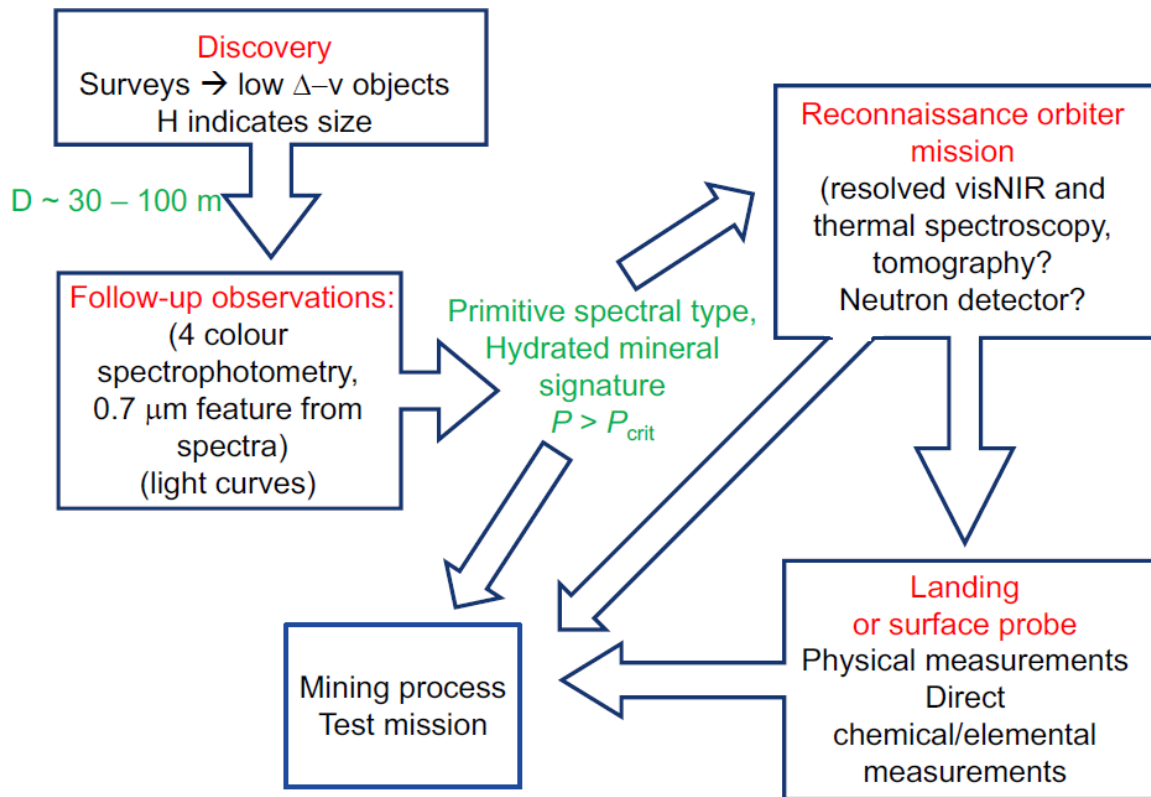 Discovery
Surveys → low Δ–v objects
H indicates size
D ~ 30 – 100 m
Follow-up observations:
(4 colour
spectrophotometry,
0.7 μm feature from
spectra)
(light curves)
Primitive spectral type,
Hydrated mineral
signature
P > Pcrit
Reconnaissance orbiter
mission
(resolved visNIR and
thermal spectroscopy,
tomography?
Neutron detector?
Landing
or surface probe
Physical measurements
Direct
chemical/elemental
measurements
Mining process
Test mission